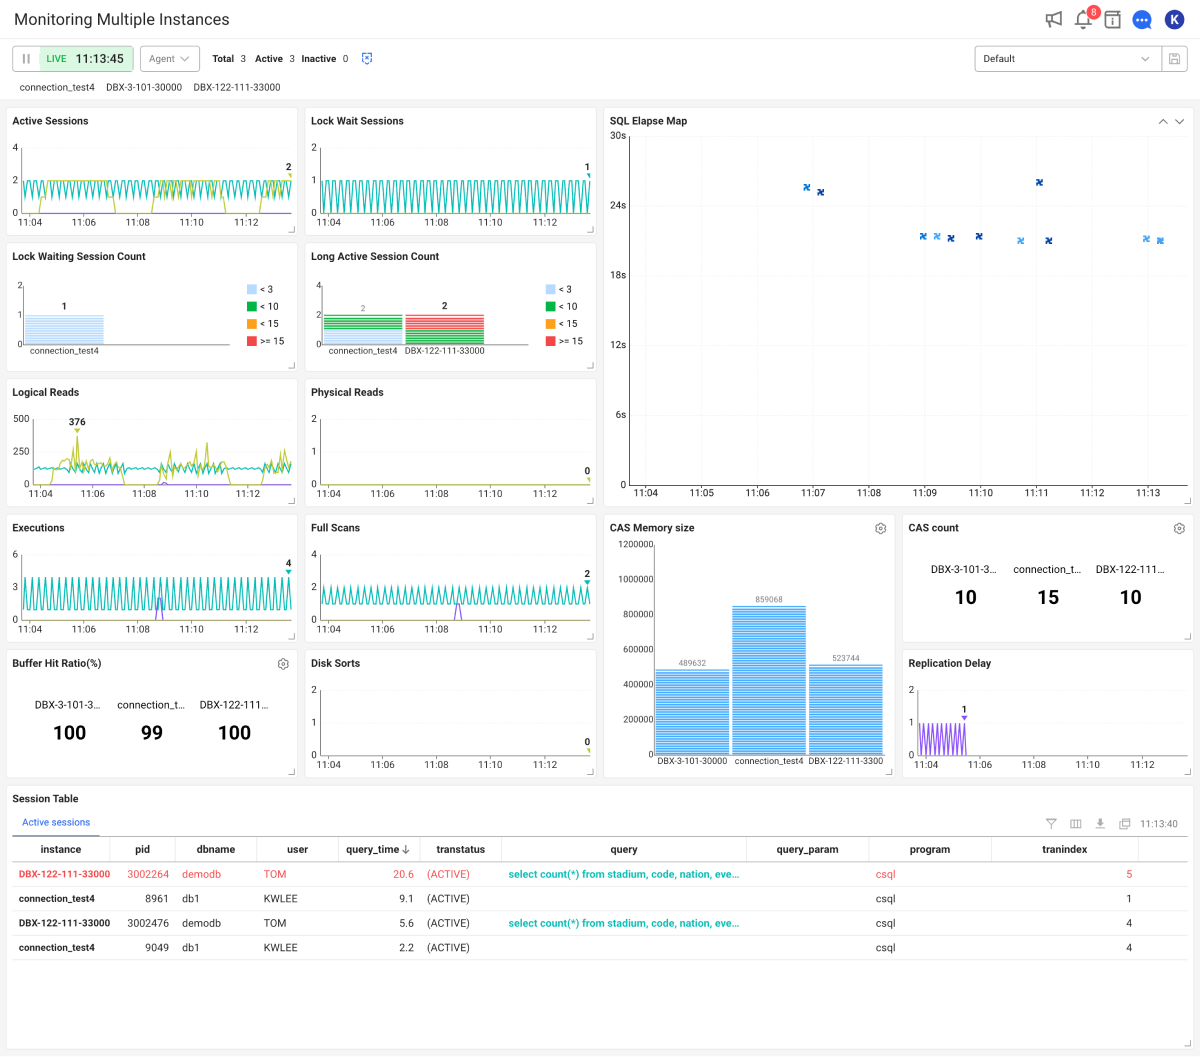 Monitoring Multiple Instances
8
K
LIVE 11:13:45 Agent Total 3 Active 3 Inactive 0 Default
connection_test4 DBX-3-101-30000 DBX-122-111-33000
Active Sessions
4
2
0
2
11:04 11:06 11:08 11:10 11:12
Lock Wait Sessions
2
1
0
1
11:04 11:06 11:08 11:10 11:12
SQL Elapse Map
30s
24s
18s
12s
6s
0
11:04 11:05 11:06 11:07 11:08 11:09 11:10 11:11 11:12 11:13
Lock Waiting Session Count
2
1
0
1
connection_test4
< 3
< 10
< 15
>= 15
Long Active Session Count
4
2
0
2
2
connection_test4 DBX-122-111-33000
< 3
< 10
< 15
>= 15
Logical Reads
500
250
0
376
11:04 11:06 11:08 11:10 11:12
Physical Reads
2
1
0
0
11:04 11:06 11:08 11:10 11:12
Executions
6
3
0
4
11:04 11:06 11:08 11:10 11:12
Full Scans
4
2
0
2
11:04 11:06 11:08 11:10 11:12
CAS Memory size
1200000
1000000
800000
600000
400000
200000
0
489632
859068
523744
DBX-3-101-30000 connection_test4 DBX-122-111-3300
CAS count
DBX-3-101-3... connection_t... DBX-122-111...
10 15 10
Buffer Hit Ratio(%)
DBX-3-101-3... connection_t... DBX-122-111...
100 99 100
Disk Sorts
2
1
0
0
11:04 11:06 11:08 11:10 11:12
Replication Delay
2
1
0
1
11:04 11:06 11:08 11:10 11:12
Session Table
Active sessions
11:13:40
instance pid dbname user query_time transtatus query query_param program tranindex
DBX-122-111-33000 3002264 demodb TOM 20.6 (ACTIVE) select count(*) from stadium, code, nation, eve... csql 5
connection_test4 8961 db1 KWLEE 9.1 (ACTIVE) csql 1
DBX-122-111-33000 3002476 demodb TOM 5.6 (ACTIVE) select count(*) from stadium, code, nation, eve... csql 4
connection_test4 9049 db1 KWLEE 2.2 (ACTIVE) csql 4